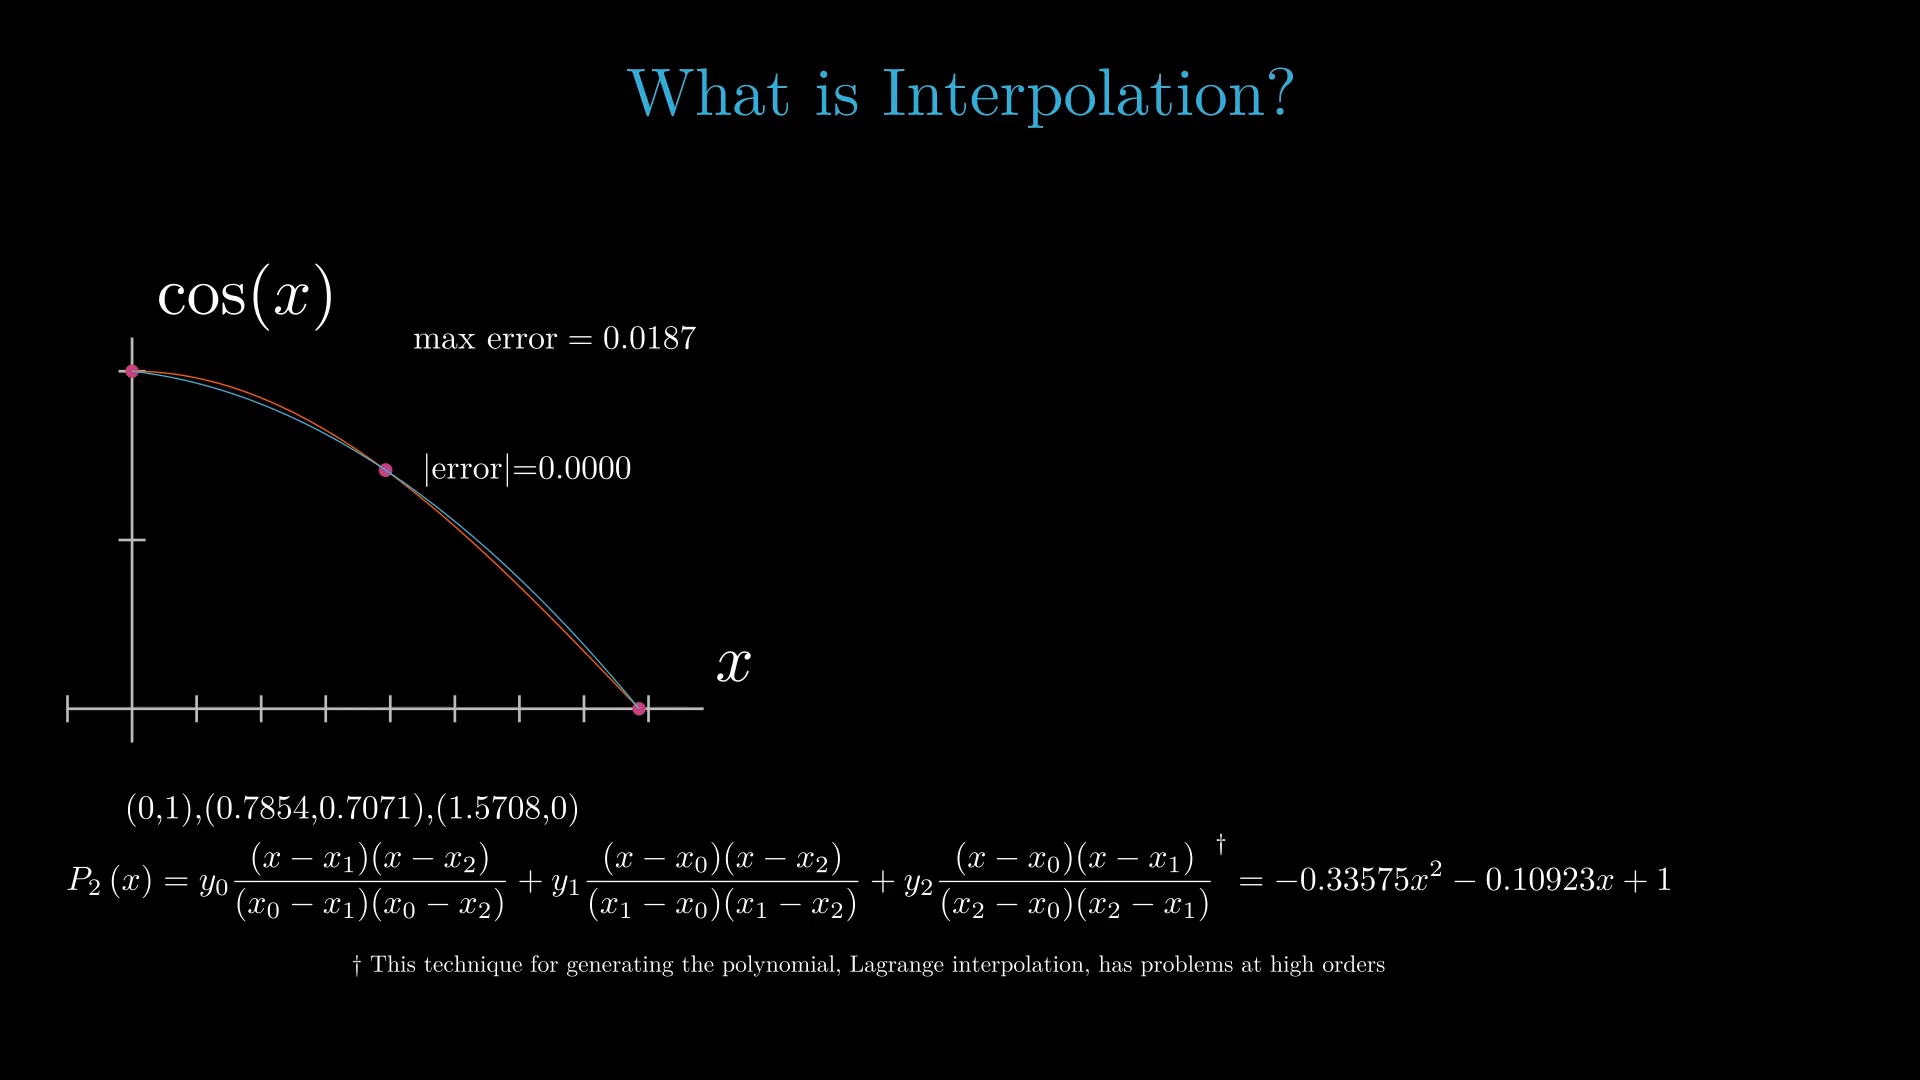 What is Interpolation?
cos(x)
max error = 0.0187
|error|=0.0000
x
(0,1),(0.7854,0.7071),(1.5708,0)
P₂ (x) = y₀ (x − x₁)(x − x₂) / (x₀ − x₁)(x₀ − x₂) + y₁ (x − x₀)(x − x₂) / (x₁ − x₀)(x₁ − x₂) + y₂ (x − x₀)(x − x₁) / (x₂ − x₀)(x₂ − x₁) † = −0.33575x² − 0.10923x + 1
† This technique for generating the polynomial, Lagrange interpolation, has problems at high orders